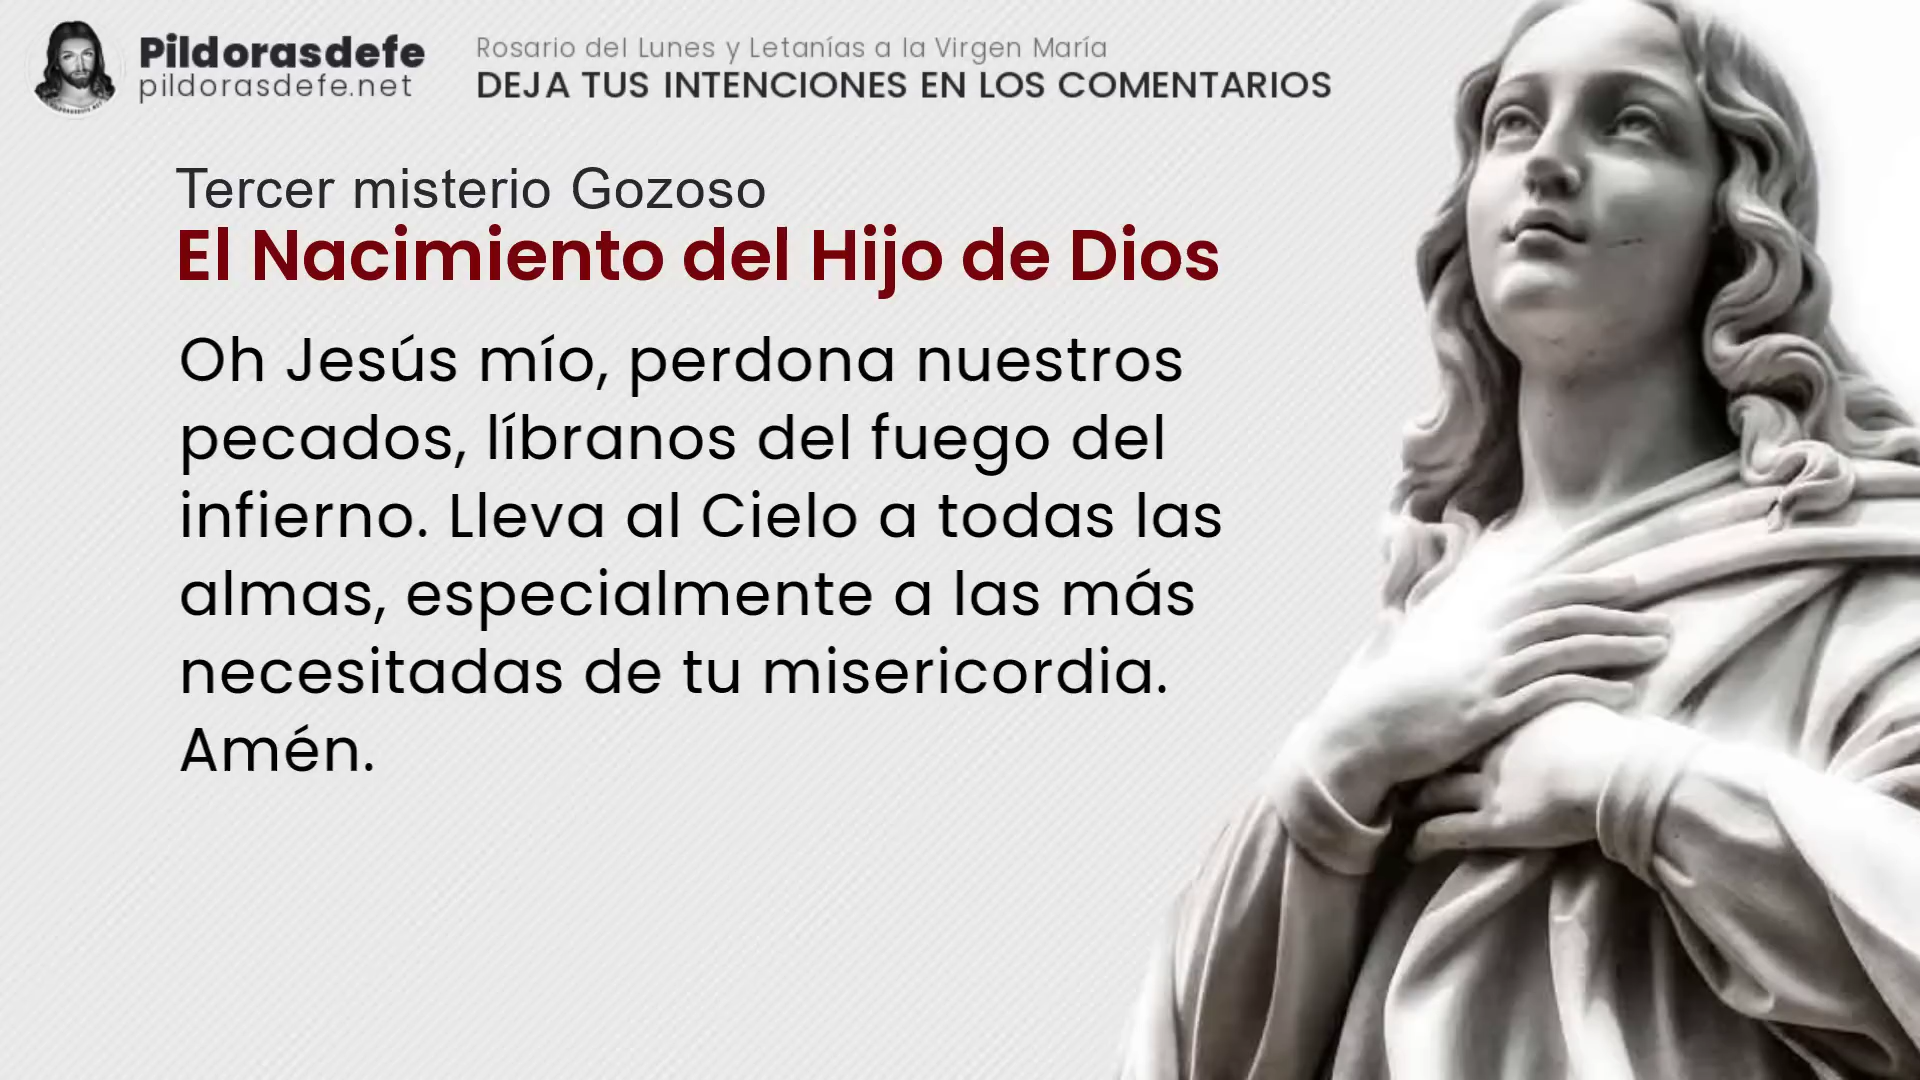 Pildorasdefe
pildorasdefe.net
Rosario del Lunes y Letanías a la Virgen María
DEJA TUS INTENCIONES EN LOS COMENTARIOS
Tercer misterio Gozoso
El Nacimiento del Hijo de Dios
Oh Jesús mío, perdona nuestros
pecados, líbranos del fuego del
infierno. Lleva al Cielo a todas las
almas, especialmente a las más
necesitadas de tu misericordia.
Amén.